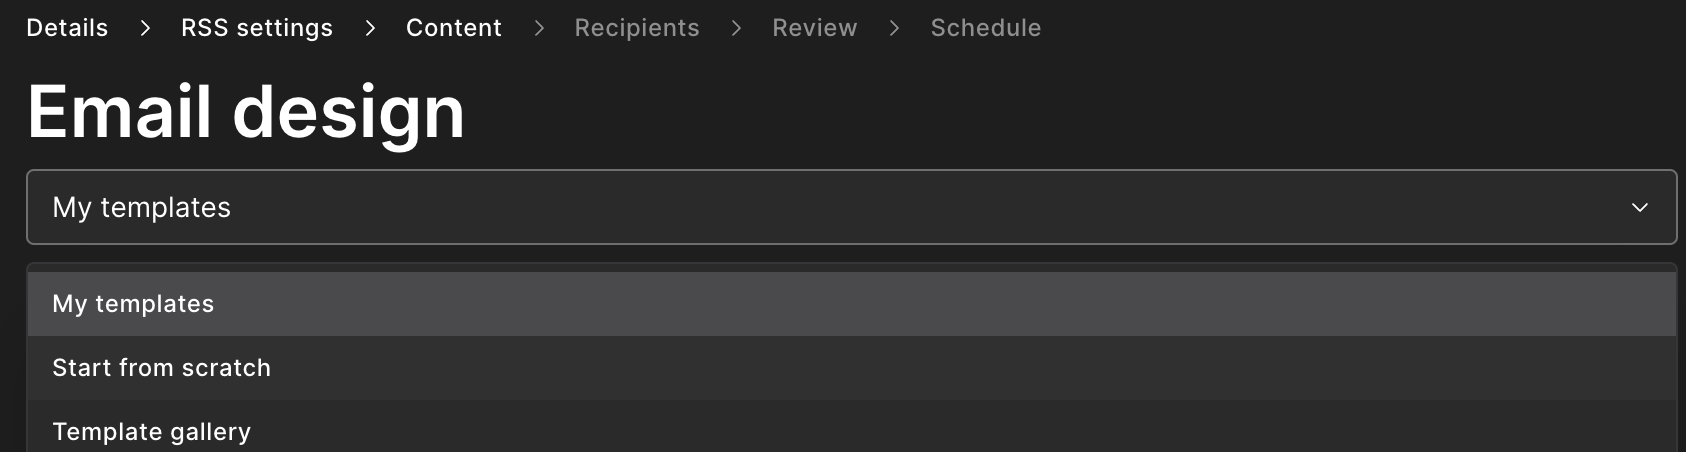 Details > RSS settings > Content > Recipients > Review > Schedule
Email design
My templates
My templates
Start from scratch
Template gallery